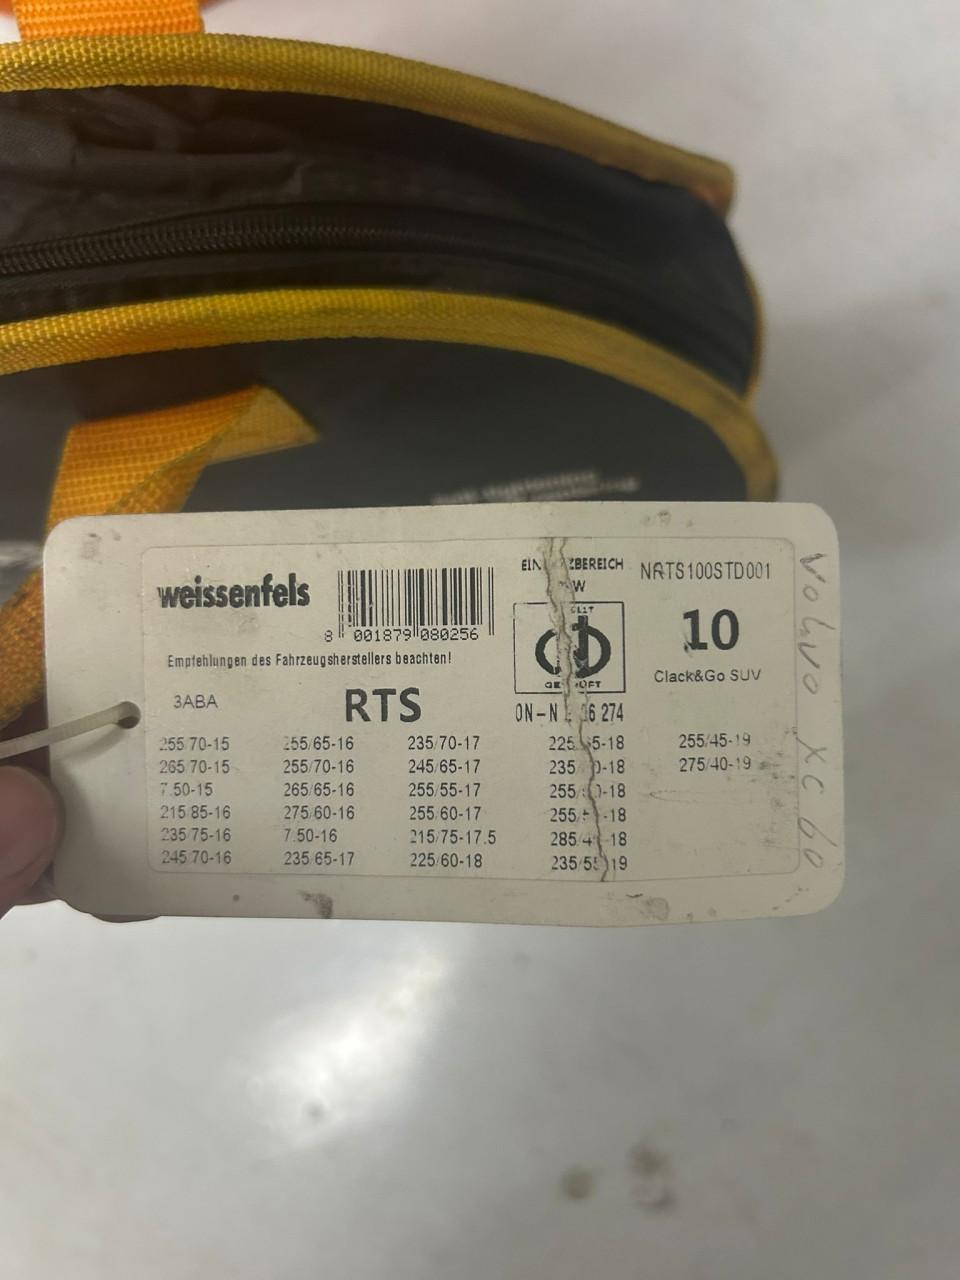 weissenfels
8 001879 080256
Empfehlungen des Fahrzeugsherstellers beachten!
3ABA
RTS
NRTS100STD001
10
Clack&Go SUV
255/70-15 255/65-16 235/70-17 255/45-19
265/70-15 255/70-16 245/65-17 275/40-19
7.50-15 265/65-16 255/55-17
215/85-16 275/60-16 255/60-17
235/75-16 7.50-16 215/75-17.5
245/70-16 235/65-17 225/60-18 235/55-19
VOLVO XC 60